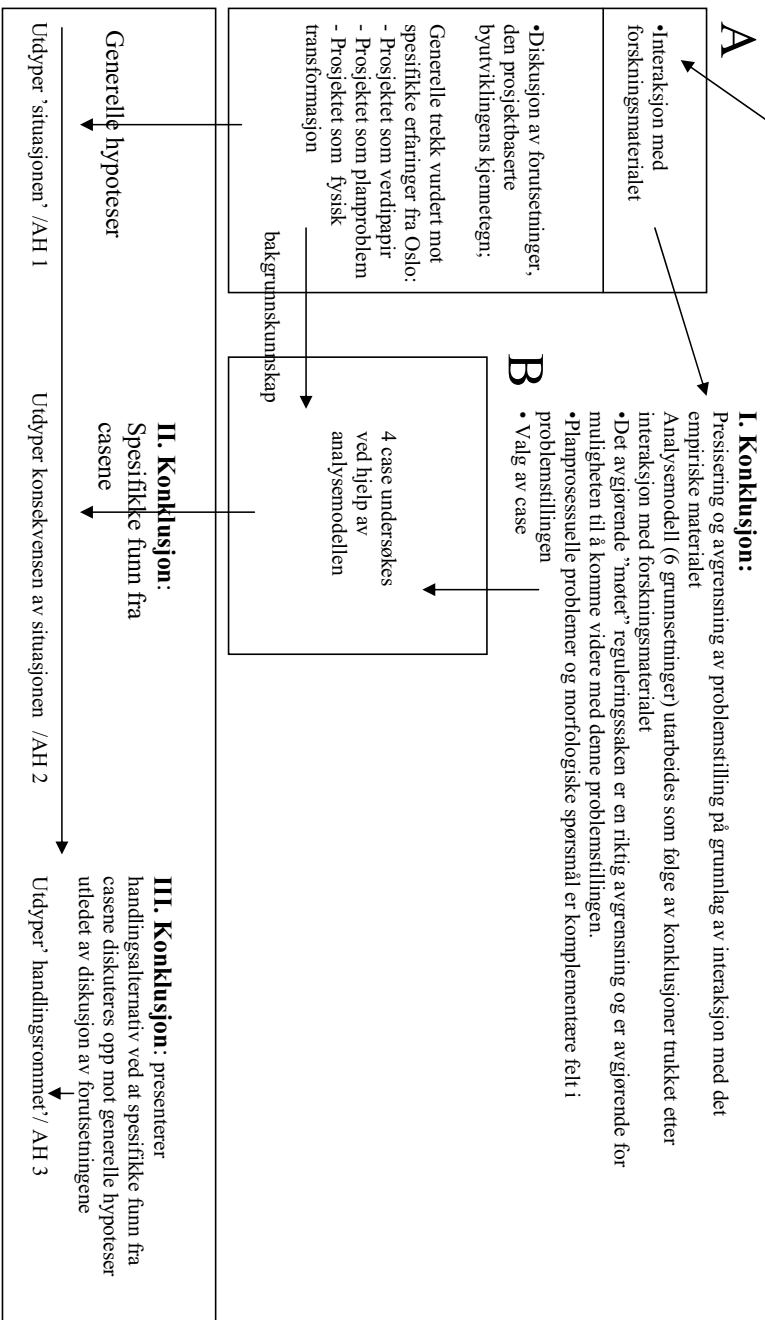 A
•Interaksjon med
forskningsmaterialet
•Diskusjon av forutsetninger,
den prosjektbaserte
byutviklingens kjennetegn;
Generelle trekk vurdert mot
spesifikke erfaringer fra Oslo:
- Prosjektet som verdipapir
- Prosjektet som planproblem
- Prosjektet som  fysisk
transformasjon
bakgrunnskunnskap
I. Konklusjon:
Presisering og avgrensning av problemstilling på grunnlag av interaksjon med det
empiriske materialet
Analysemodell (6 grunnsetninger) utarbeides som følge av konklusjoner trukket etter
interaksjon med forskningsmaterialet
•Det avgjørende ”møtet” reguleringssaken er en riktig avgrensning og er avgjørende for
muligheten til å komme videre med denne problemstillingen.
•Planprosessuelle problemer og morfologiske spørsmål er komplementære felt i
problemstillingen
• Valg av case
B
4 case undersøkes
ved hjelp av
analysemodellen
Generelle hypoteser
Utdyper ’situasjonen’ /AH 1
II. Konklusjon:
Spesifikke funn fra
casene
Utdyper konsekvensen av situasjonen  /AH 2
III. Konklusjon: presenterer
handlingsalternativ ved at spesifikke funn fra
casene diskuteres opp mot generelle hypoteser
utledet av diskusjon av forutsetningene
Utdyper’ handlingsrommet’/ AH 3